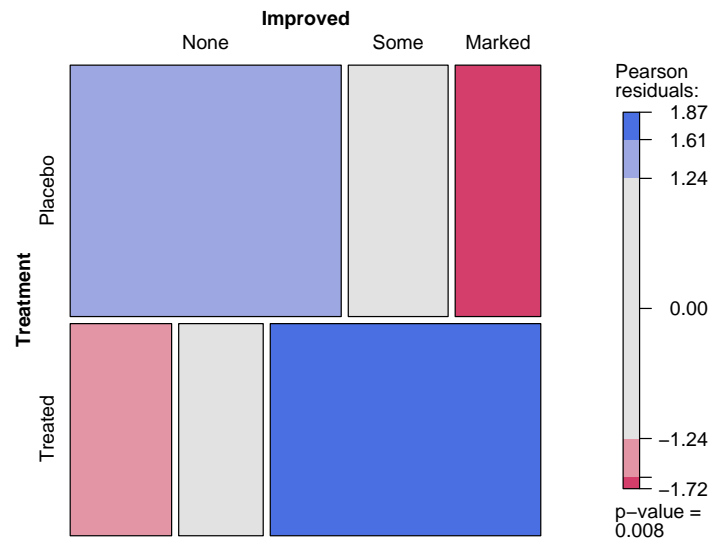 Improved
None Some Marked
Treatment
Placebo
Treated
Pearson
residuals:
1.87
1.61
1.24
0.00
−1.24
−1.72
p−value =
0.008